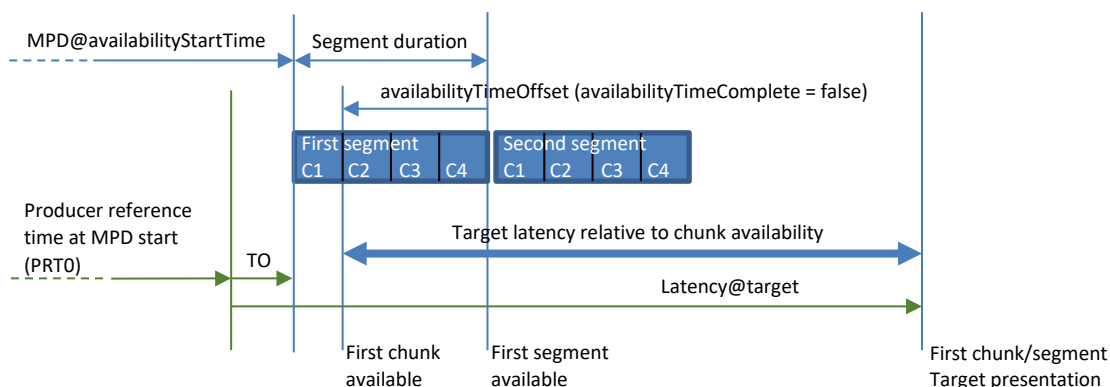 MPD@availabilityStartTime
Segment duration
availabilityTimeOffset (availabilityTimeComplete = false)
First segment
C1 C2 C3 C4
Second segment
C1 C2 C3 C4
Producer reference
time at MPD start
(PRT0)
TO
Target latency relative to chunk availability
Latency@target
First chunk
available
First segment
available
First chunk/segment
Target presentation